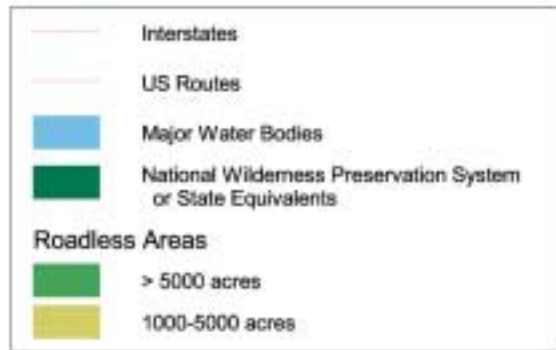 Interstates
US Routes
Major Water Bodies
National Wilderness Preservation System
or State Equivalents
Roadless Areas
> 5000 acres
1000-5000 acres